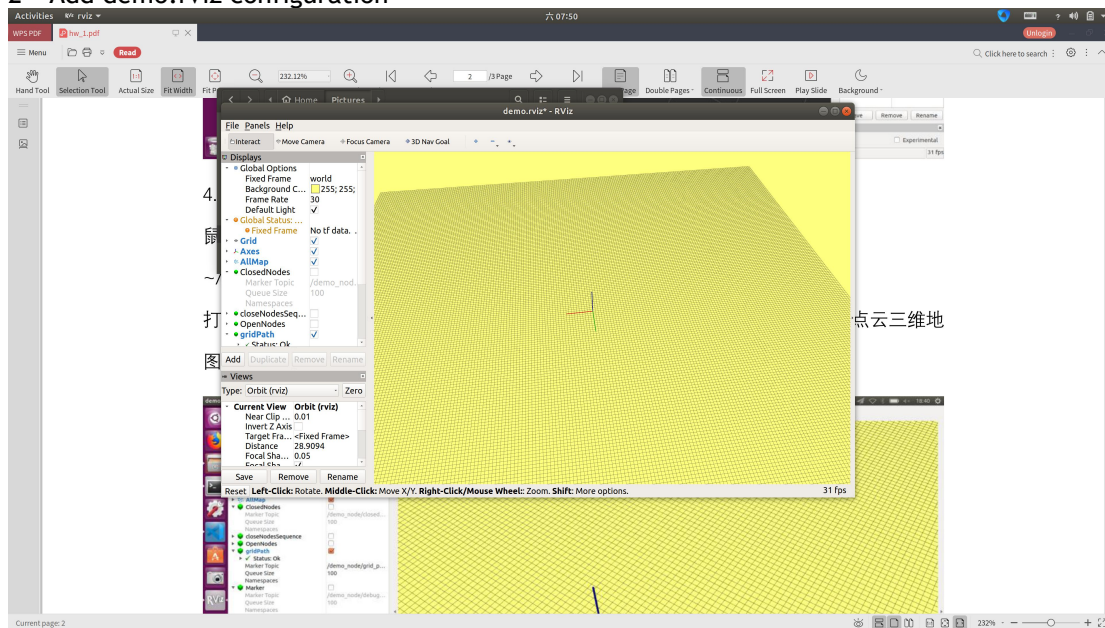 2 Add demo.rviz configuration
Activities
rviz
六 07:50
WPS PDF
hw_1.pdf
Unlogin
Menu
Read
Click here to search
Hand Tool
Selection Tool
Actual Size
Fit Width
232.12%
2 /3 Page
Double Pages
Continuous
Full Screen
Play Slide
Background
Home
Pictures
demo.rviz* - RViz
Remove
Rename
File Panels Help
Experimental
Interact
Move Camera
Focus Camera
3D Nav Goal
31 fps
Displays
Global Options
Fixed Frame world
Background C... 255; 255;
Frame Rate 30
Default Light ✓
Global Status: ...
Fixed Frame No tf data. .
Grid ✓
Axes ✓
AllMap ✓
ClosedNodes
Marker Topic /demo_nod...
Queue Size 100
Namespaces
closeNodesSeq...
OpenNodes
gridPath ✓
Status: Ok
Add Duplicate Remove Rename
Views
Type: Orbit (rviz) Zero
Current View Orbit (rviz)
Near Clip ... 0.01
Invert Z Axis
Target Fra... <Fixed Frame>
Distance 28.9094
Focal Sha... 0.05
Save Remove Rename
Reset Left-Click: Rotate. Middle-Click: Move X/Y. Right-Click/Mouse Wheel:: Zoom. Shift: More options. 31 fps
4.
鼠
~/
打
点云三维地
图
18:40
AllMap
ClosedNodes
Marker Topic /demo_node/closed...
Queue Size 100
Namespaces
closeNodesSequence
OpenNodes
gridPath
Status: Ok
Marker Topic /demo_node/grid_p...
Queue Size 100
Namespaces
Marker
Marker Topic /demo_node/debug...
Queue Size 100
Namespaces
Current page: 2
232%